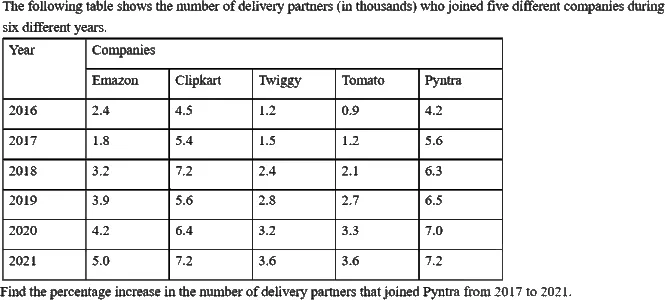 The following table shows the number of delivery partners (in thousands) who joined five different companies during
six different years.
Year Companies
Emazon Clipkart Twiggy Tomato Pyntra
2016 2.4 4.5 1.2 0.9 4.2
2017 1.8 5.4 1.5 1.2 5.6
2018 3.2 7.2 2.4 2.1 6.3
2019 3.9 5.6 2.8 2.7 6.5
2020 4.2 6.4 3.2 3.3 7.0
2021 5.0 7.2 3.6 3.6 7.2
Find the percentage increase in the number of delivery partners that joined Pyntra from 2017 to 2021.